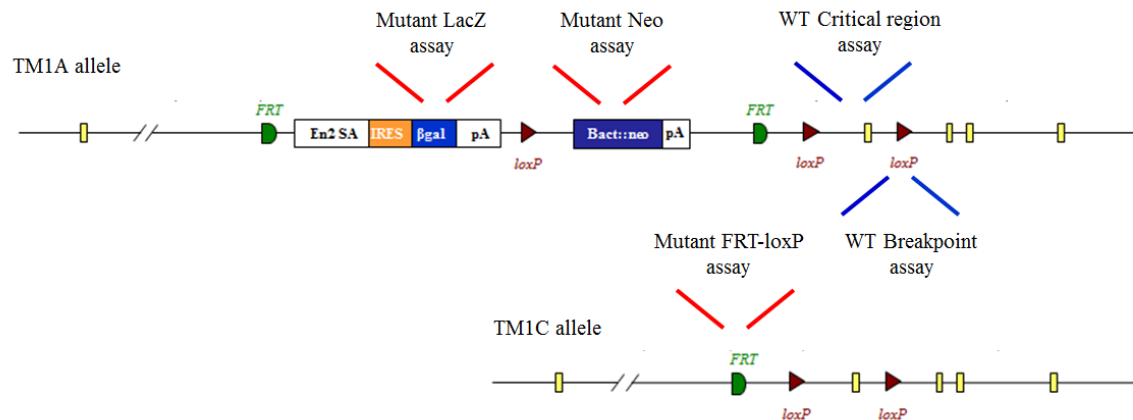 Mutant LacZ
assay
Mutant Neo
assay
WT Critical region
assay
TM1A allele
FRT
En2 SA IRES βgal pA
loxP
Bact::neo pA
FRT
loxP
loxP
Mutant FRT-loxP
assay
WT Breakpoint
assay
TM1C allele
FRT
loxP
loxP